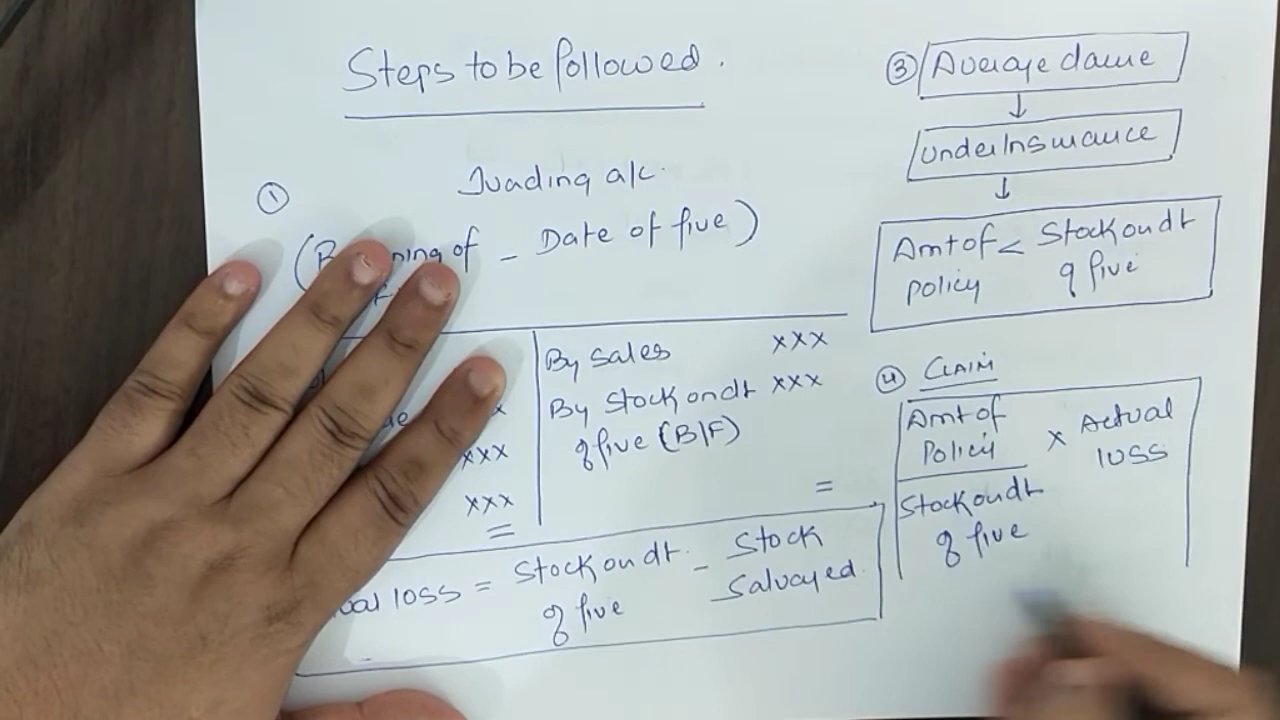 Steps to be followed.
①
Trading a/c.
of - Date of fire)
By Sales xxx
By Stock on dt xxx
of fire (B/F)
xxx
xxx
=
=
loss = Stock on dt. - Stock
of fire Salvaged.
③ Average clause
↓
Under Insurance
↓
Amt of < Stock on dt
policy of fire
④ CLAIM
Amt of x Actual
Policy loss
Stock on dt
of fire